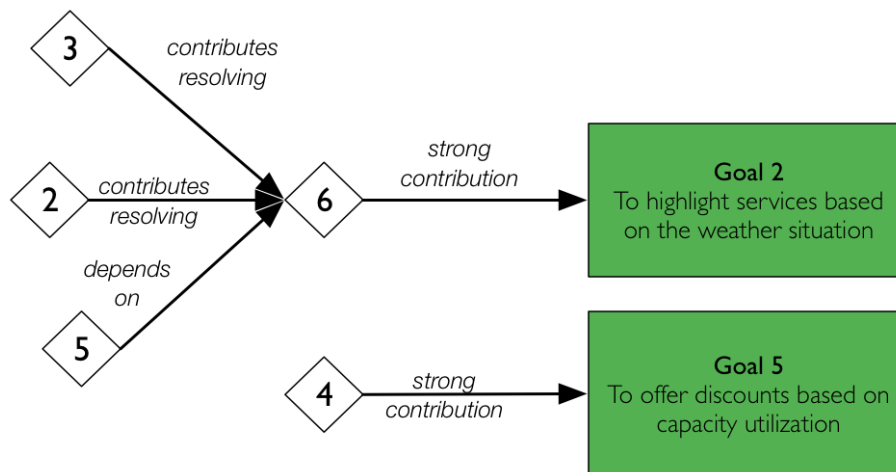 3
contributes
resolving
2
contributes
resolving
depends
on
5
6
strong
contribution
Goal 2
To highlight services based
on the weather situation
4
strong
contribution
Goal 5
To offer discounts based on
capacity utilization